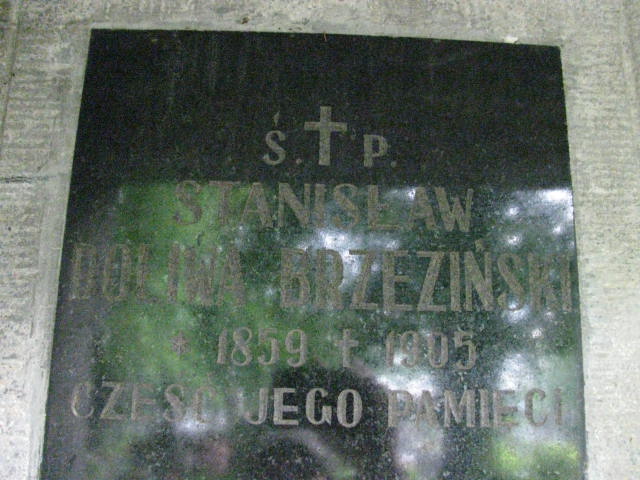 Ś. † P.
STANISŁAW
DOLIWA BRZEZIŃSKI
* 1859 † 1905
CZEŚĆ JEGO PAMIĘCI